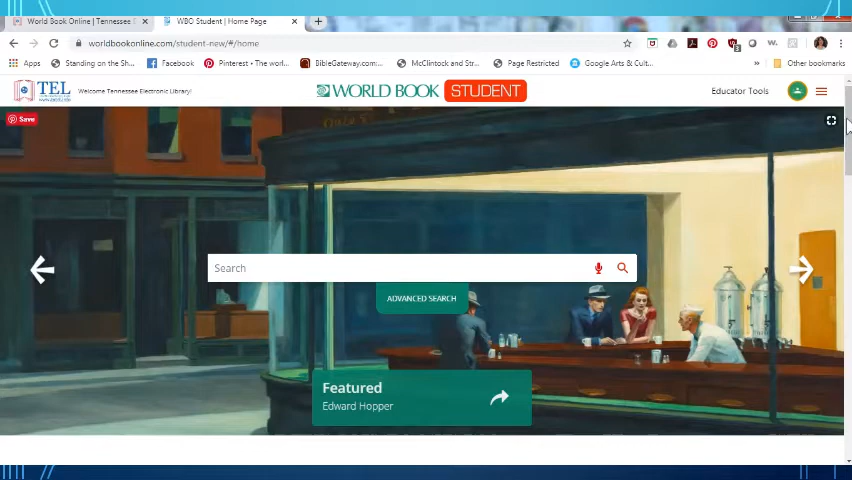 World Book Online | Tennessee E
WBO Student | Home Page
worldbookonline.com/student-new/#/home
Apps
Standing on the Sh...
Facebook
Pinterest • The worl...
BibleGateway.com:...
McClintock and Str...
Page Restricted
Google Arts & Cult...
»
Other bookmarks
TEL
Welcome Tennessee Electronic Library!
WORLD BOOK STUDENT
Educator Tools
Save
Search
ADVANCED SEARCH
Featured
Edward Hopper